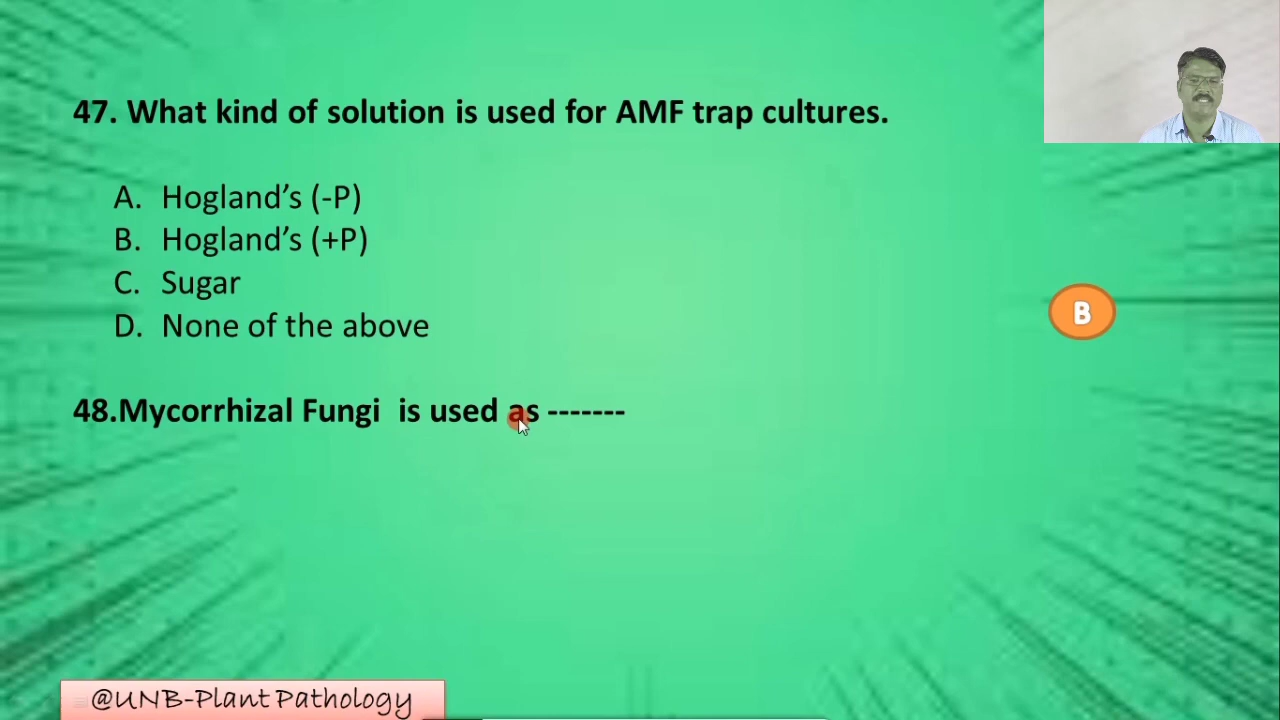 47. What kind of solution is used for AMF trap cultures.
A. Hogland’s (-P)
B. Hogland’s (+P)
C. Sugar
D. None of the above
B
48.Mycorrhizal Fungi is used as -------
@UNB-Plant Pathology